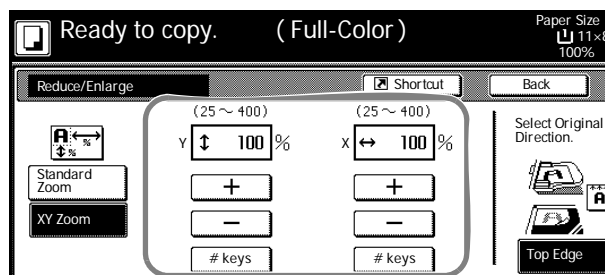 Ready to copy. (Full-Color)
Paper Size
11×8
100%
Reduce/Enlarge
Shortcut
Back
(25～400)
(25～400)
Y 100 %
X 100 %
A %
%
Standard
Zoom
XY Zoom
+
+
−
−
# keys
# keys
Select Original
Direction.
A
Top Edge